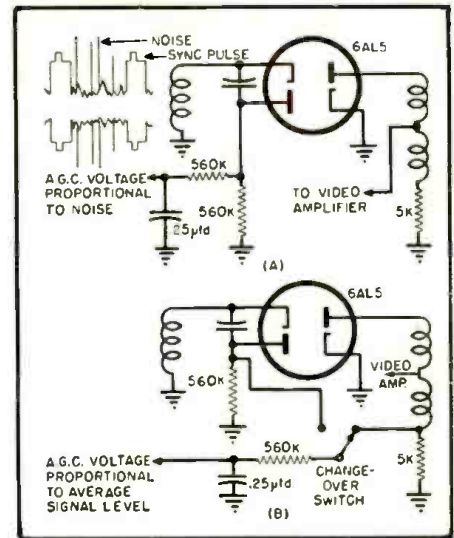 NOISE
SYNC PULSE
6AL5
A.G.C. VOLTAGE
PROPORTIONAL
TO NOISE
560K
560K
.25μfd
TO VIDEO
AMPLIFIER
5K
(A)
6AL5
560K
VIDEO
AMP.
A.G.C. VOLTAGE
PROPORTIONAL
TO AVERAGE
SIGNAL LEVEL
560K
.25μfd
CHANGE-
OVER
SWITCH
5K
(B)